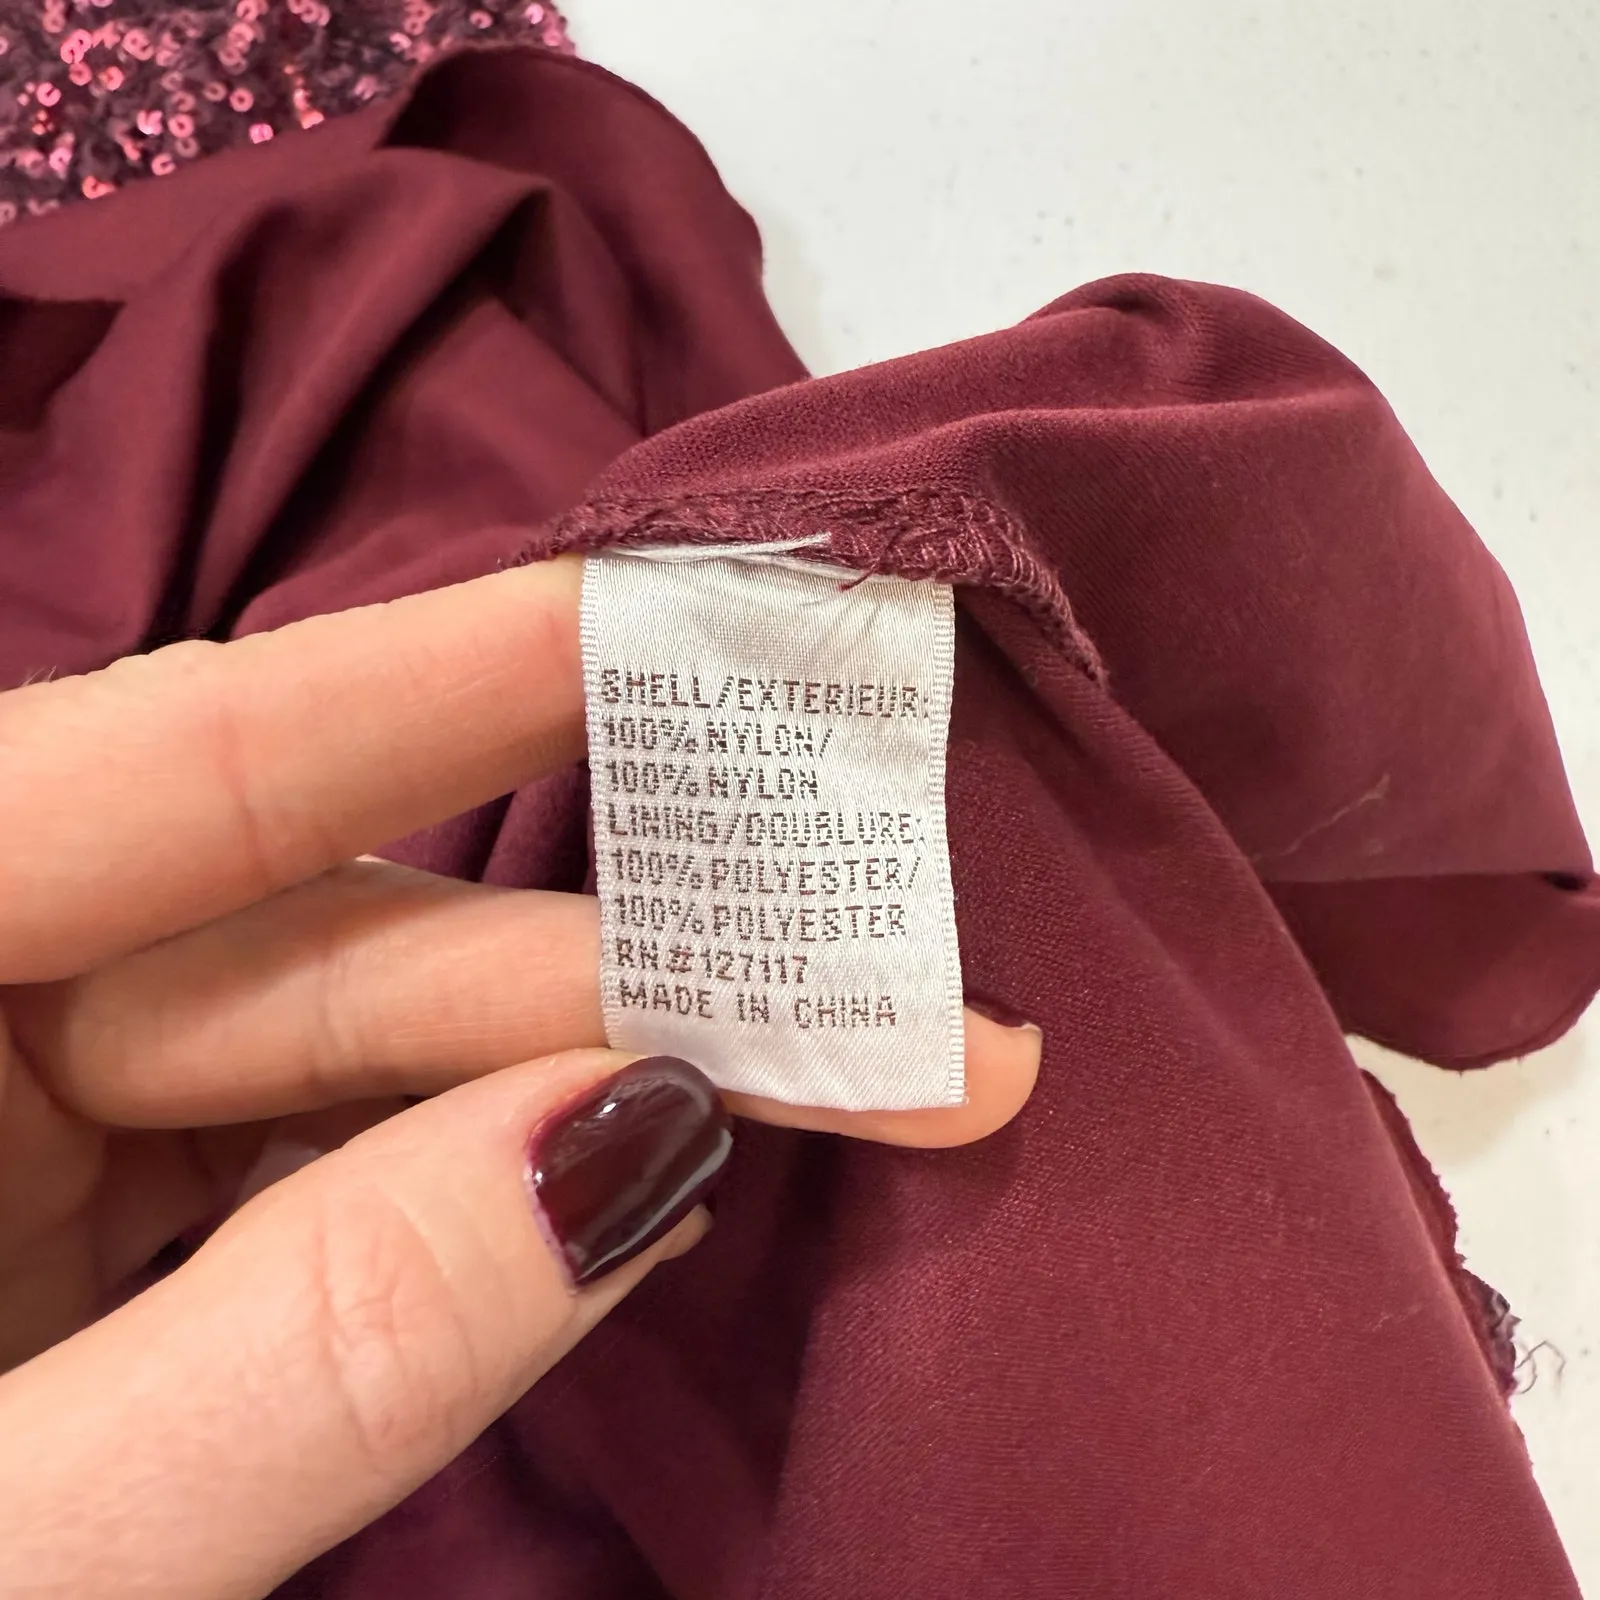 SHELL/EXTERIEUR:
100% NYLON/
100% NYLON
LINING/DOUBLURE:
100% POLYESTER/
100% POLYESTER
RN#127117
MADE IN CHINA